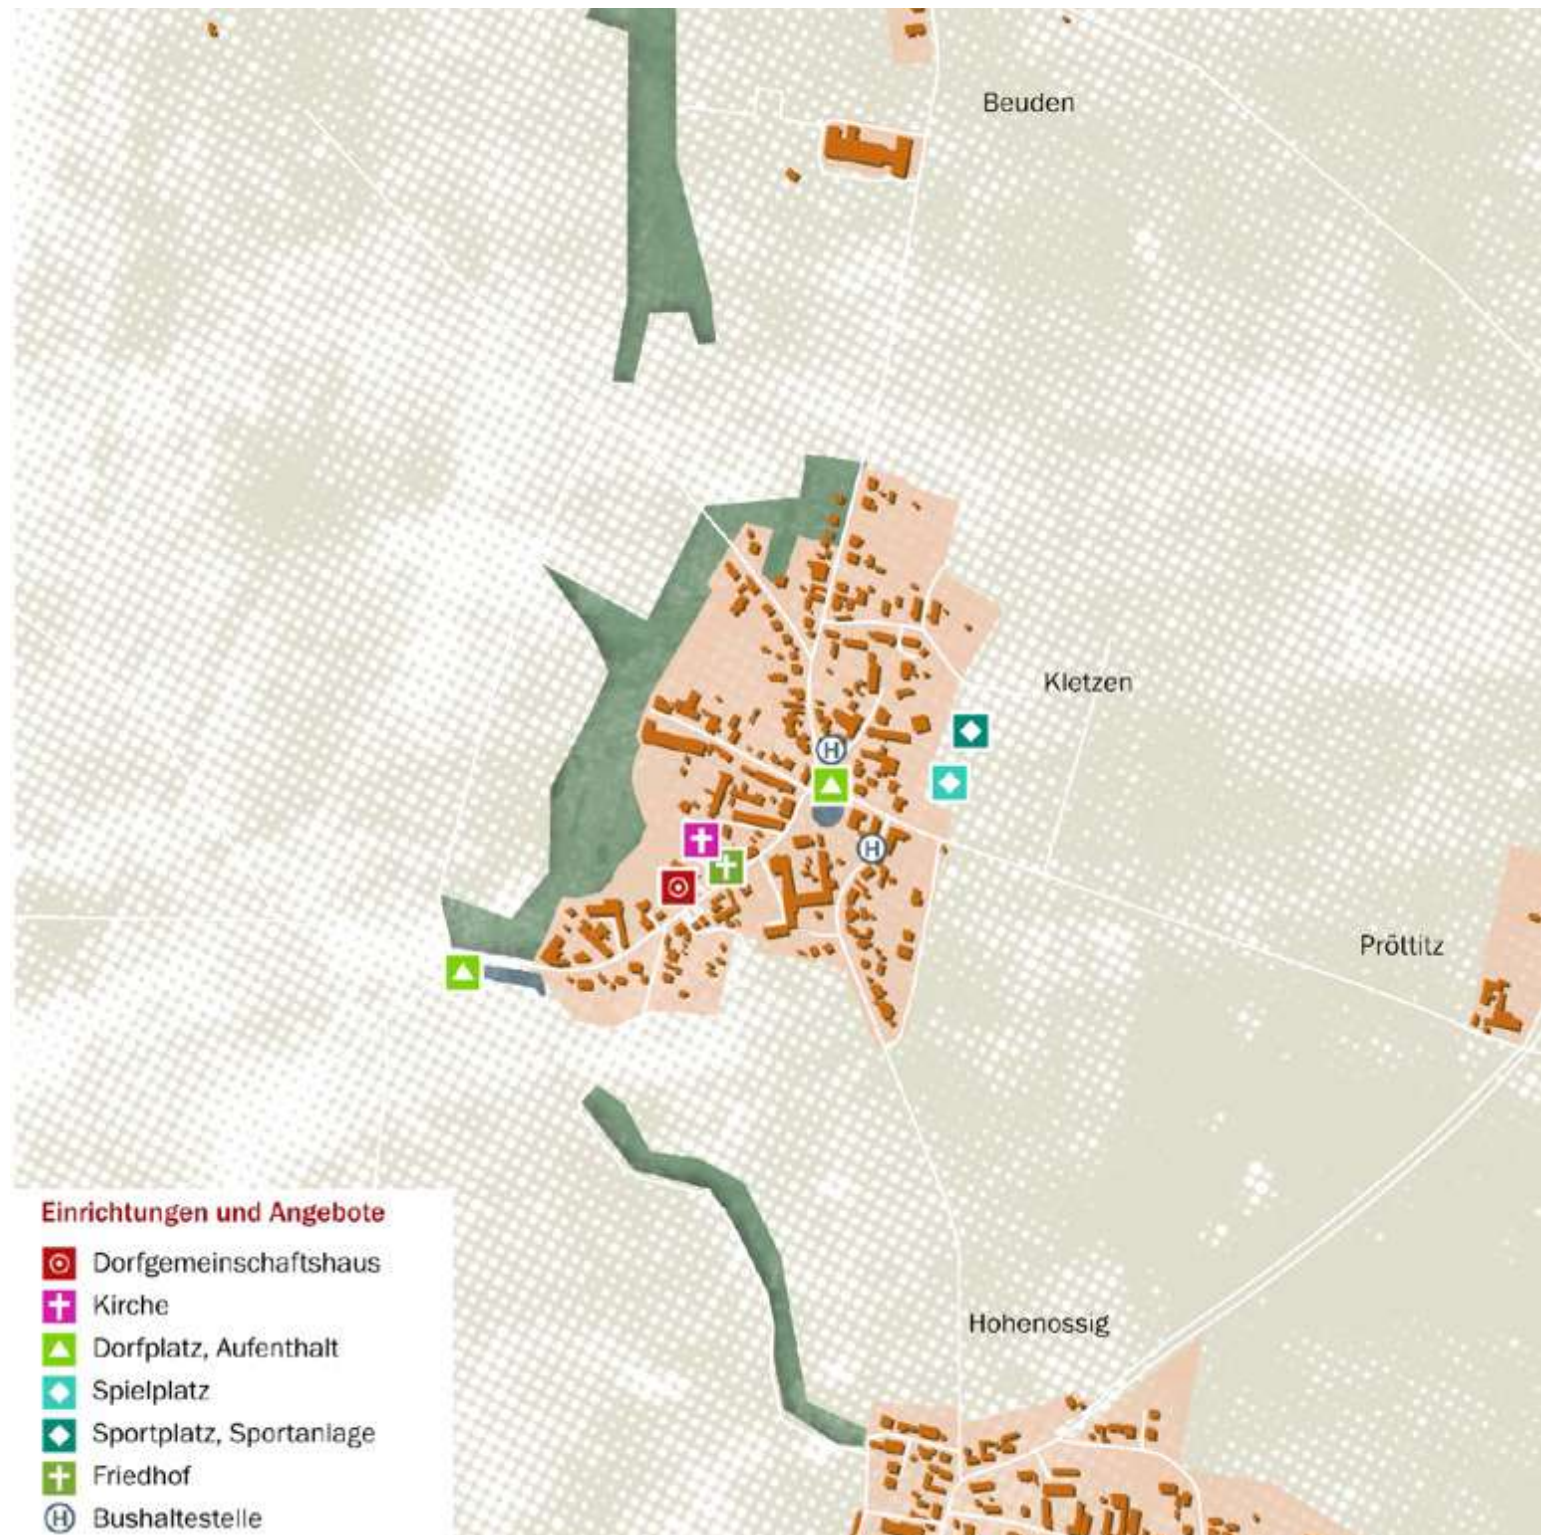 Beuden
Kletzen
H
H
Pröttitz
Hohenossig
Einrichtungen und Angebote
Dorfgemeinschaftshaus
Kirche
Dorfplatz, Aufenthalt
Spielplatz
Sportplatz, Sportanlage
Friedhof
H Bushaltestelle